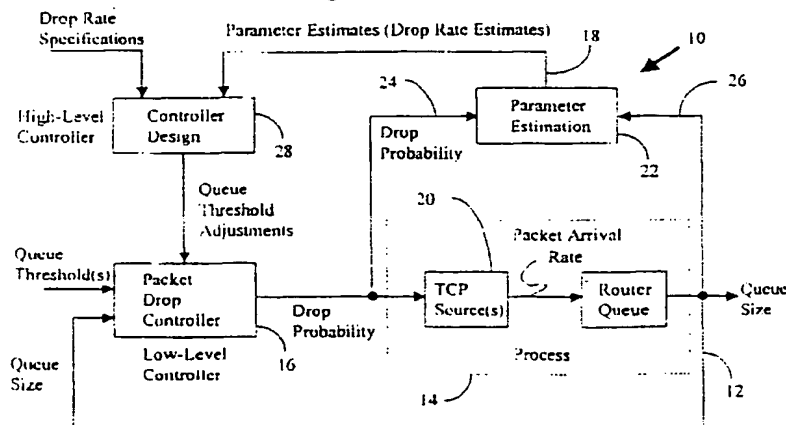 Drop Rate
Specifications
Parameter Estimates (Drop Rate Estimates)
18
10
24
26
High-Level
Controller
Controller
Design
28
Parameter
Estimation
22
Drop
Probability
Queue
Threshold
Adjustments
20
Packet Arrival
Rate
Queue
Threshold(s)
Packet
Drop
Controller
TCP
Source(s)
Router
Queue
Queue
Size
Drop
Probability
Process
Queue
Size
16
Low-Level
Controller
14
12